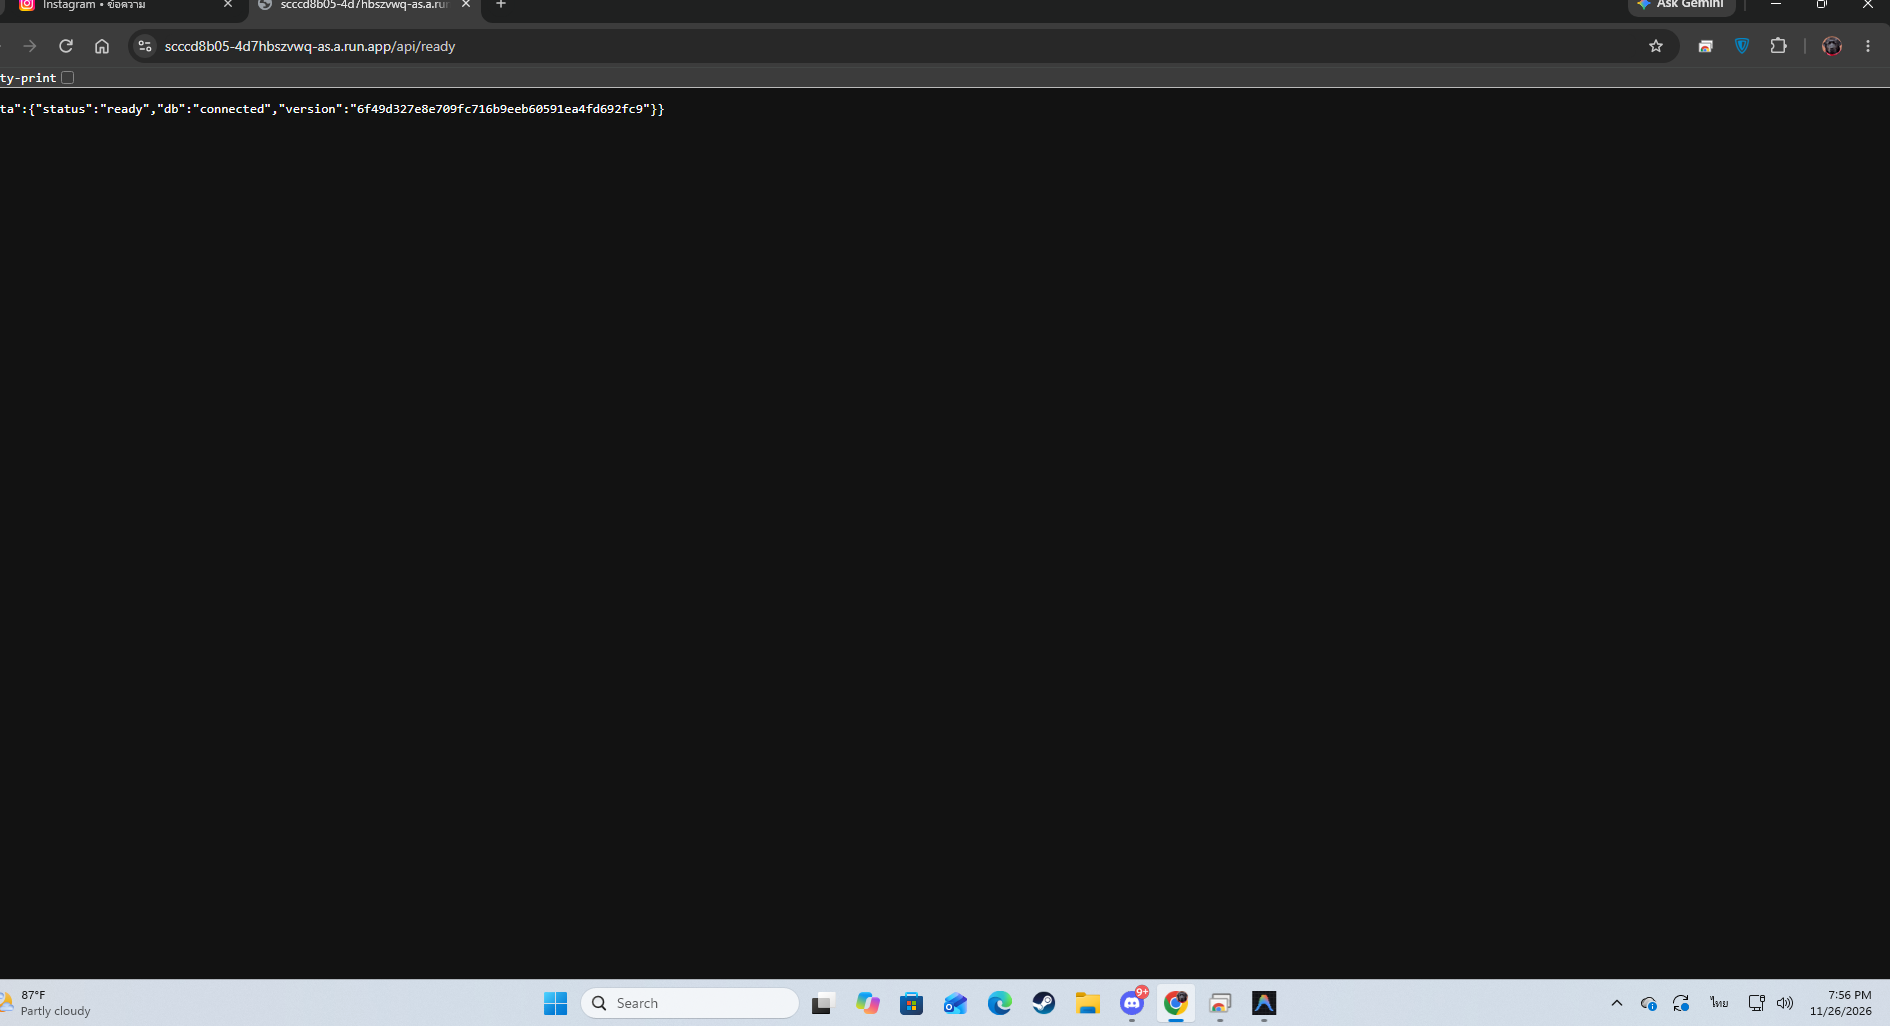 Instagram • ข้อความ
scccd8b05-4d7hbszvwq-as.a.run
Ask Gemini
scccd8b05-4d7hbszvwq-as.a.run.app/api/ready
ty-print
ta":{"status":"ready","db":"connected","version":"6f49d327e8e709fc716b9eeb60591ea4fd692fc9"}}
87°F
Partly cloudy
Search
9+
ไทย
7:56 PM
11/26/2026